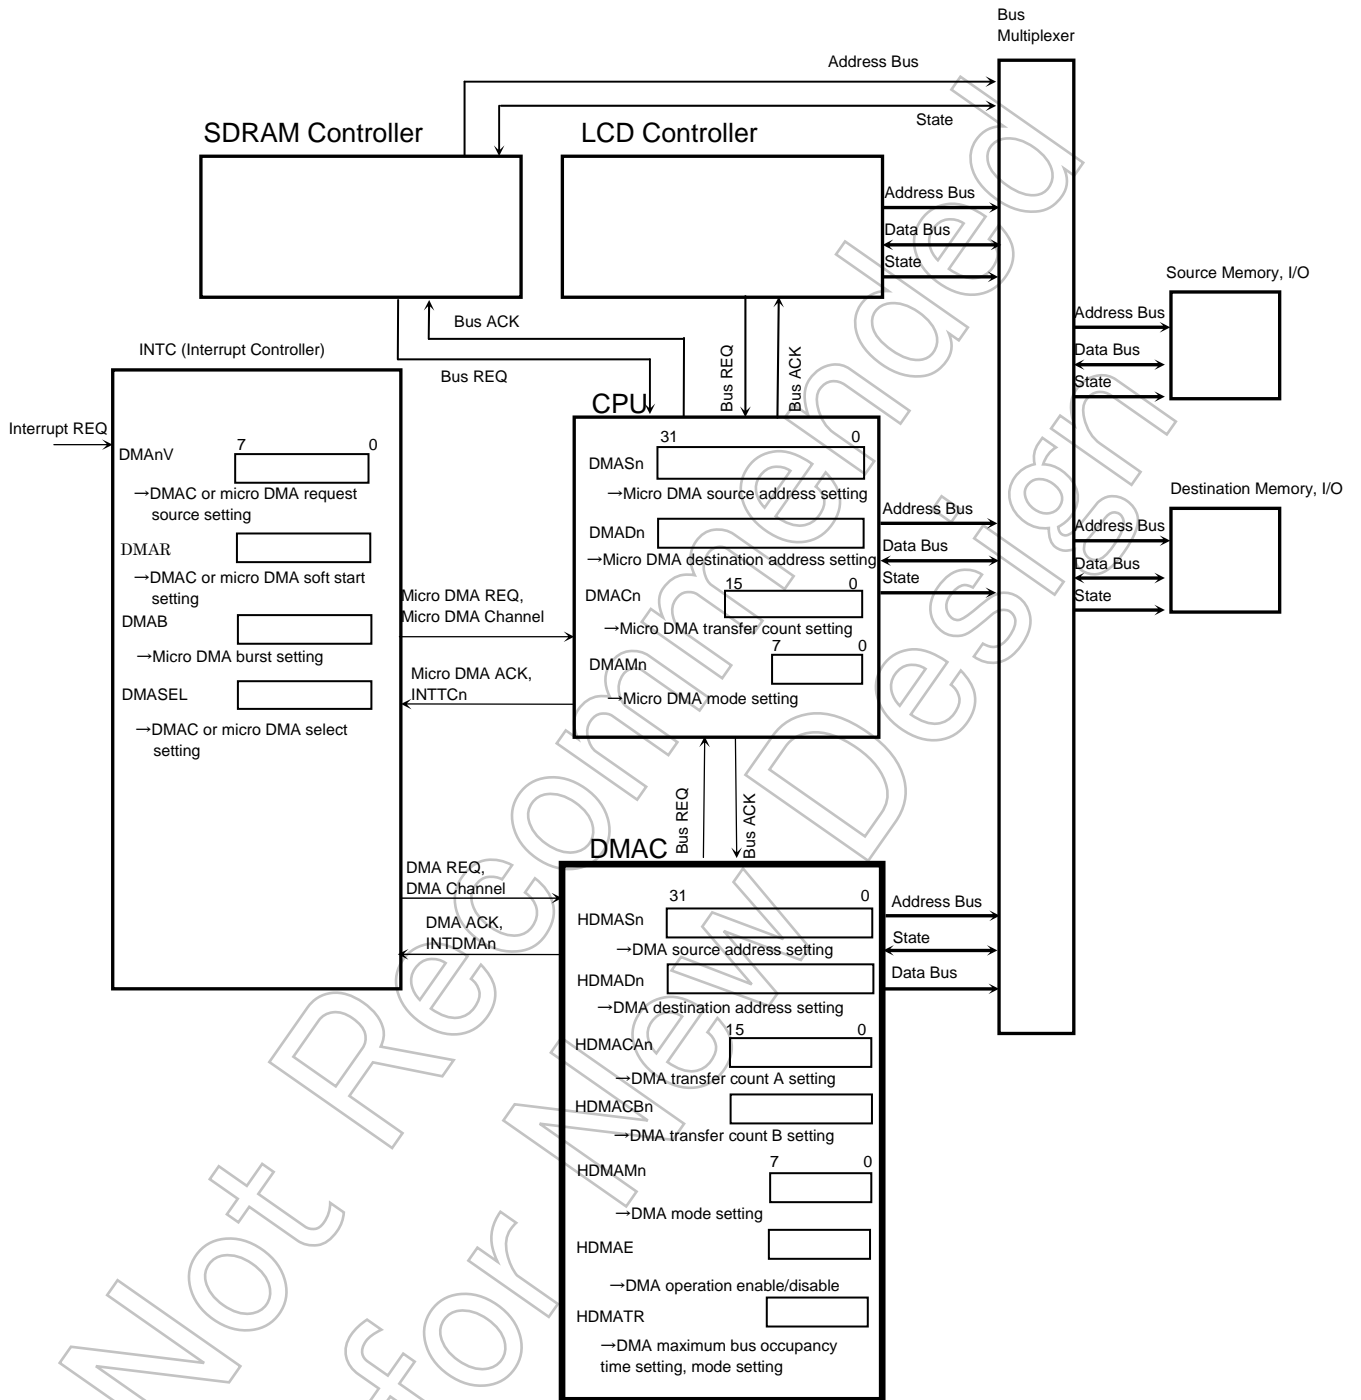 Bus
Multiplexer
Address Bus
State
SDRAM Controller
LCD Controller
Address Bus
Data Bus
State
Source Memory, I/O
Address Bus
Data Bus
State
Bus ACK
Bus REQ
Bus REQ
Bus ACK
INTC (Interrupt Controller)
Interrupt REQ
DMAnV
7 0
→DMAC or micro DMA request
source setting
DMAR
→DMAC or micro DMA soft start
setting
DMAB
→Micro DMA burst setting
DMASEL
→DMAC or micro DMA select
setting
Micro DMA REQ,
Micro DMA Channel
Micro DMA ACK,
INTTCn
CPU
31 0
DMASn
→Micro DMA source address setting
DMADn
→Micro DMA destination address setting
15 0
DMACn
→Micro DMA transfer count setting
7 0
DMAMn
→Micro DMA mode setting
Address Bus
Data Bus
State
Destination Memory, I/O
Address Bus
Data Bus
State
Bus REQ
Bus ACK
DMAC
DMA REQ,
DMA Channel
DMA ACK,
INTDMAn
31 0
HDMASn
→DMA source address setting
HDMADn
→DMA destination address setting
15 0
HDMACAn
→DMA transfer count A setting
HDMACBn
→DMA transfer count B setting
7 0
HDMAMn
→DMA mode setting
HDMAE
→DMA operation enable/disable
HDMATR
→DMA maximum bus occupancy
time setting, mode setting
Address Bus
State
Data Bus
Not Recommended
for New Design